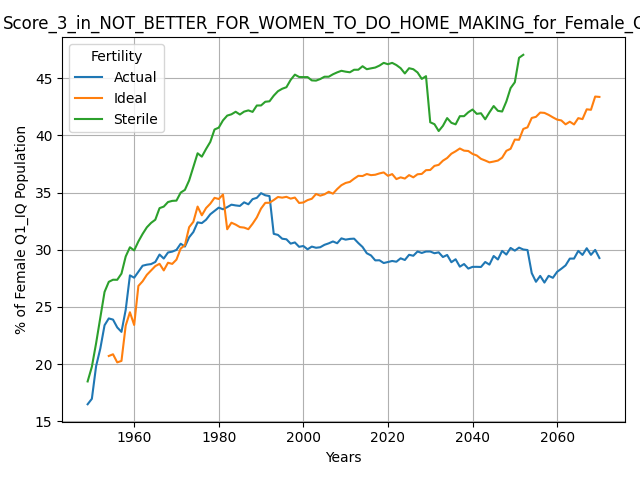 Score_3_in_NOT_BETTER_FOR_WOMEN_TO_DO_HOME_MAKING_for_Female_
Fertility
Actual
Ideal
Sterile
% of Female Q1_IQ Population
45
40
35
30
25
20
15
1960
1980
2000
2020
2040
2060
Years